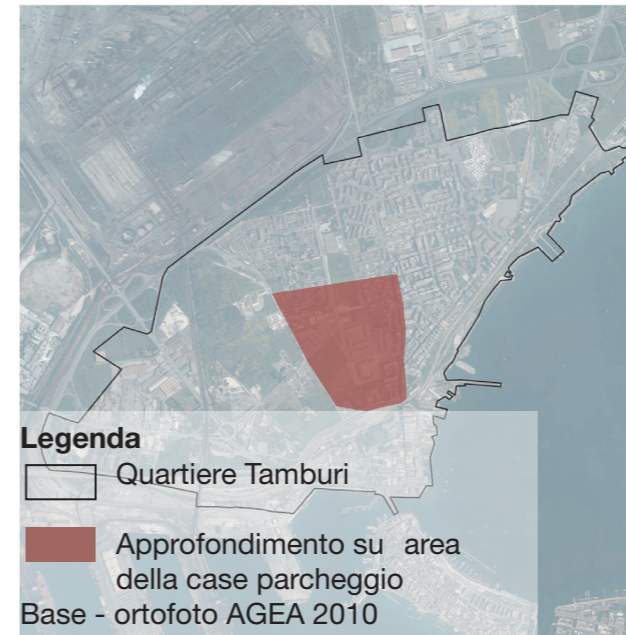 Legenda
Quartiere Tamburi
Approfondimento su area
della case parcheggio
Base - ortofoto AGEA 2010